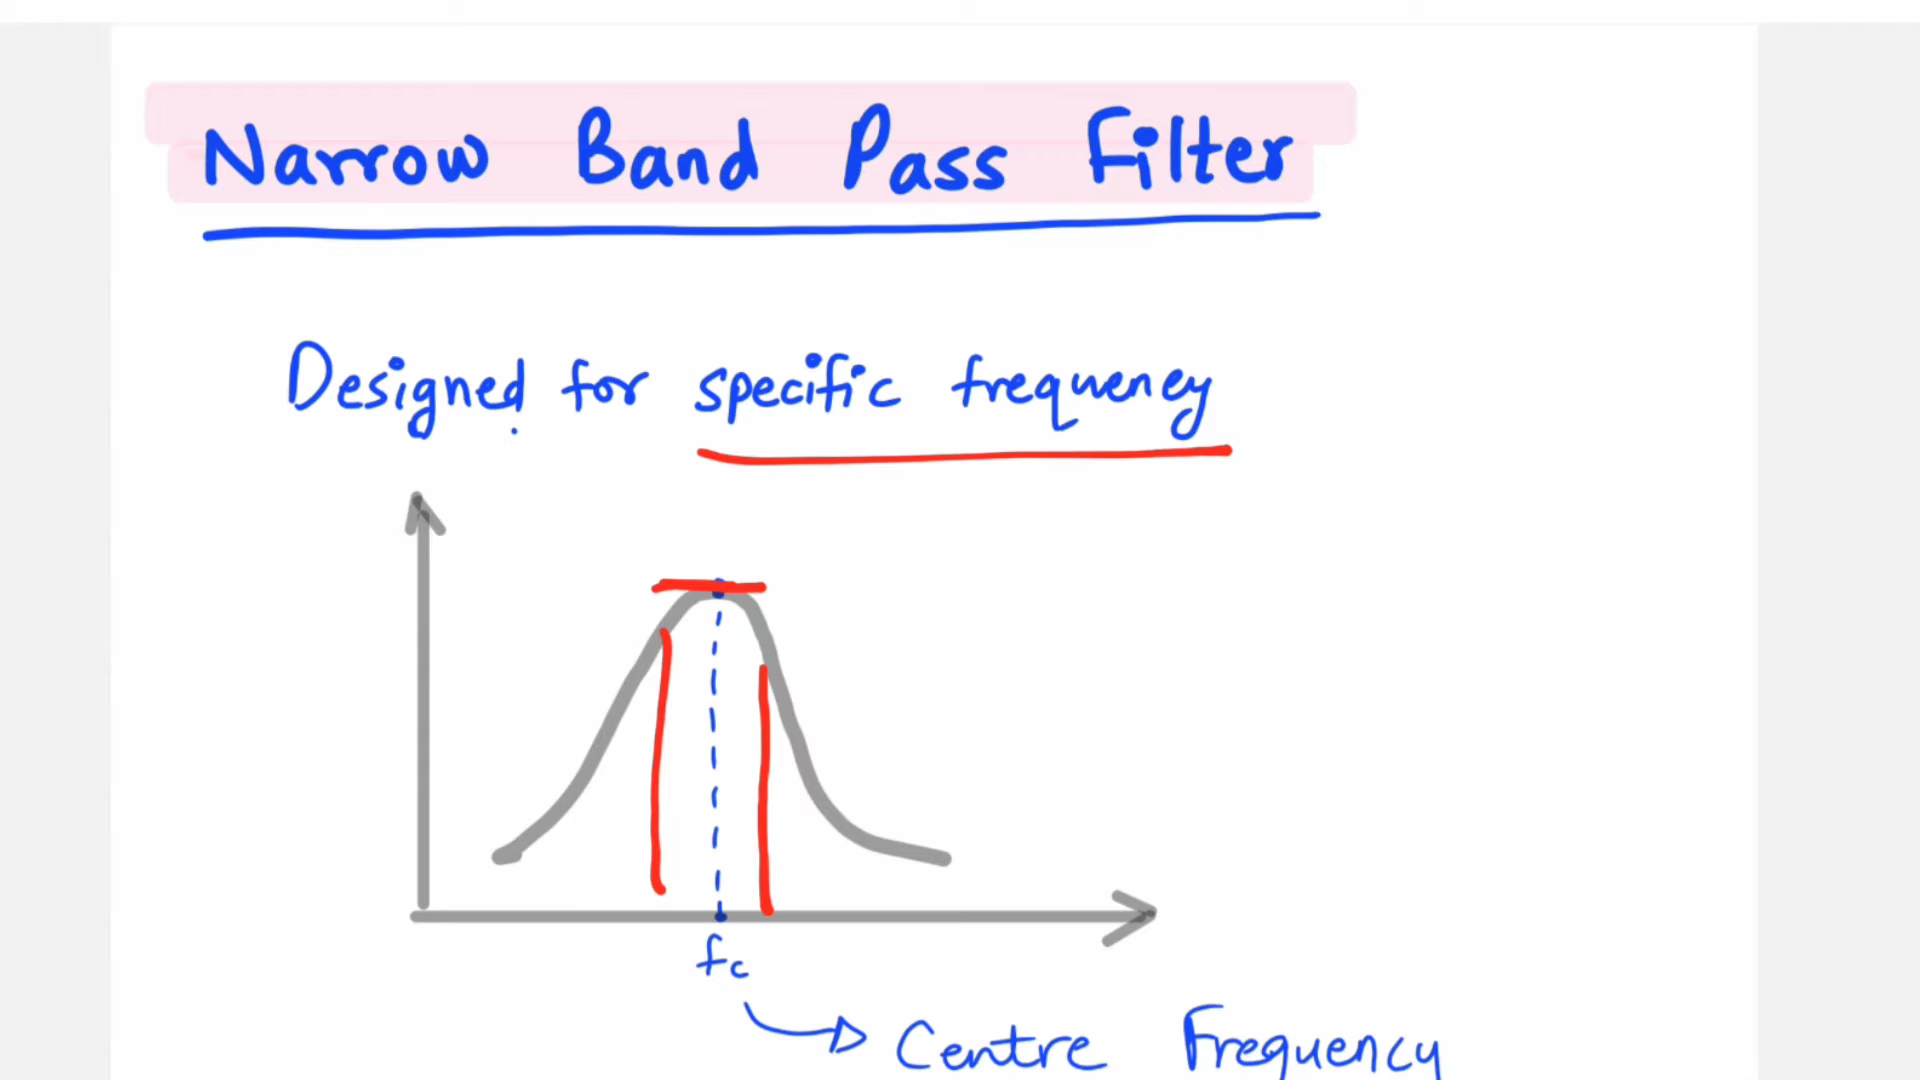 Narrow Band Pass Filter
Designed for specific frequency
fc
Centre Frequency